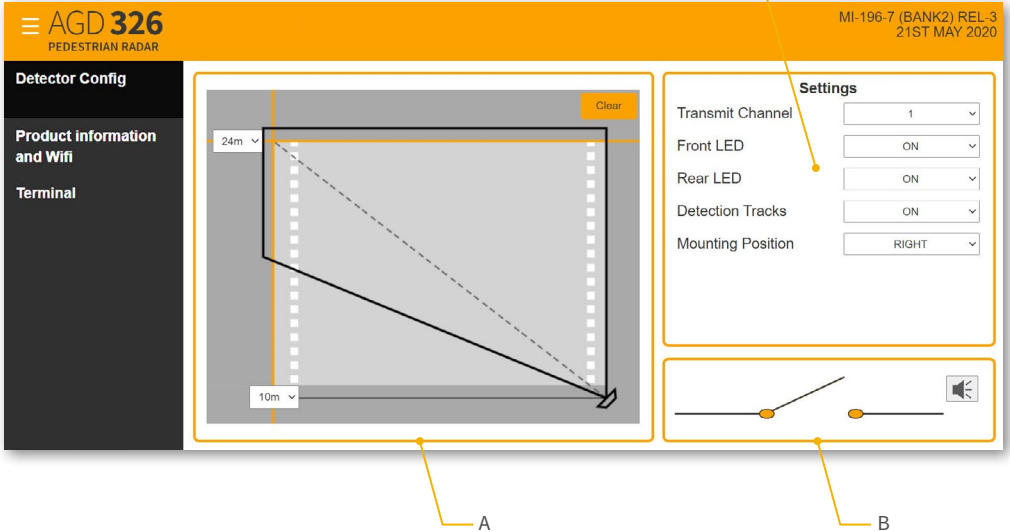 AGD 326
PEDESTRIAN RADAR
MI-196-7 (BANK2) REL-3
21ST MAY 2020
Detector Config
Product information
and Wifi
Terminal
Clear
24m
10m
Settings
Transmit Channel 1
Front LED ON
Rear LED ON
Detection Tracks ON
Mounting Position RIGHT
A
B